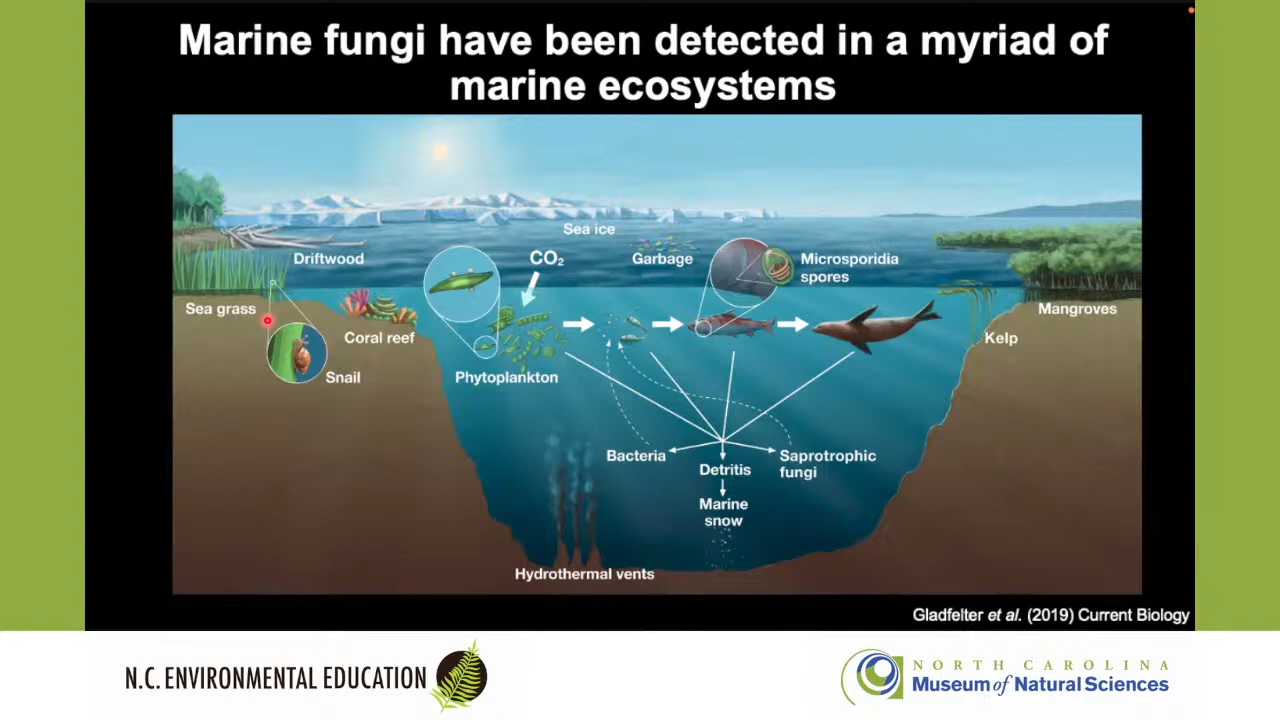 Marine fungi have been detected in a myriad of
marine ecosystems
Sea ice
Driftwood
CO₂
Garbage
Microsporidia
spores
Sea grass
Coral reef
Mangroves
Kelp
Snail
Phytoplankton
Bacteria
Detritis
Saprotrophic
fungi
Marine
snow
Hydrothermal vents
Gladfelter et al. (2019) Current Biology
N.C. ENVIRONMENTAL EDUCATION
NORTH CAROLINA
Museum of Natural Sciences